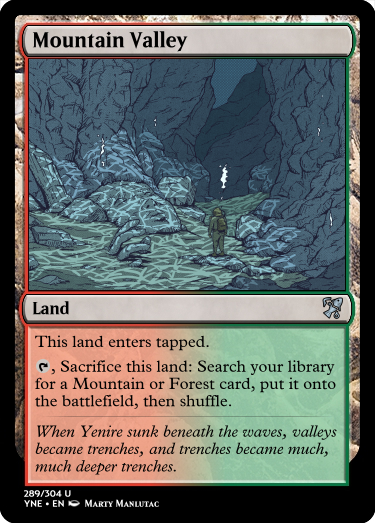 Mountain Valley
Land
This land enters tapped.
, Sacrifice this land: Search your library
for a Mountain or Forest card, put it onto
the battlefield, then shuffle.
When Yenire sunk beneath the waves, valleys
became trenches, and trenches became much,
much deeper trenches.
289/304 U
YNE • EN Marty Manlutac